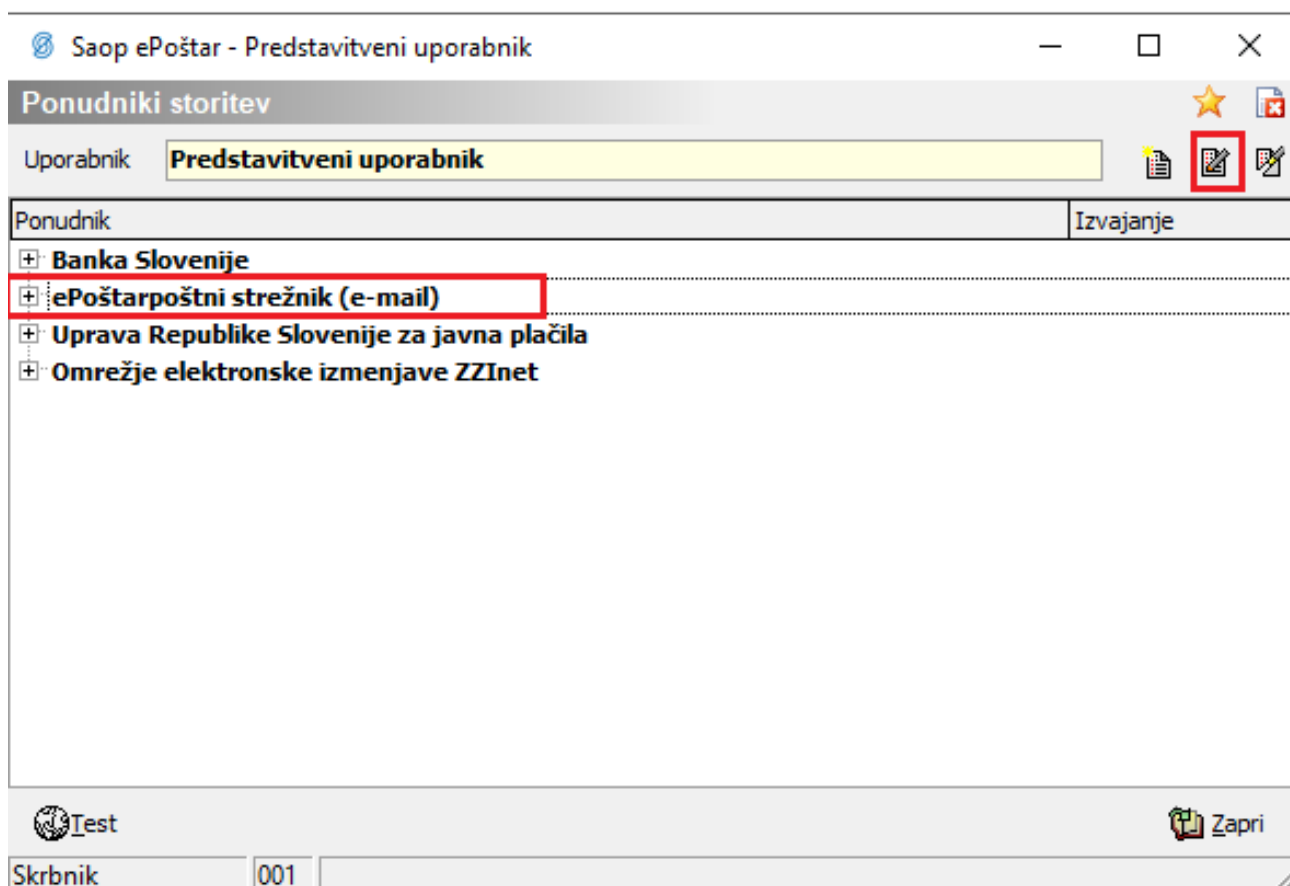 Saop ePoštar - Predstavitveni uporabnik
Ponudniki storitev
Uporabnik Predstavitveni uporabnik
Ponudnik Izvajanje
Banka Slovenije
ePoštarpoštni strežnik (e-mail)
Uprava Republike Slovenije za javna plačila
Omrežje elektronske izmenjave ZZInet
Test Zapri
Skrbnik 001